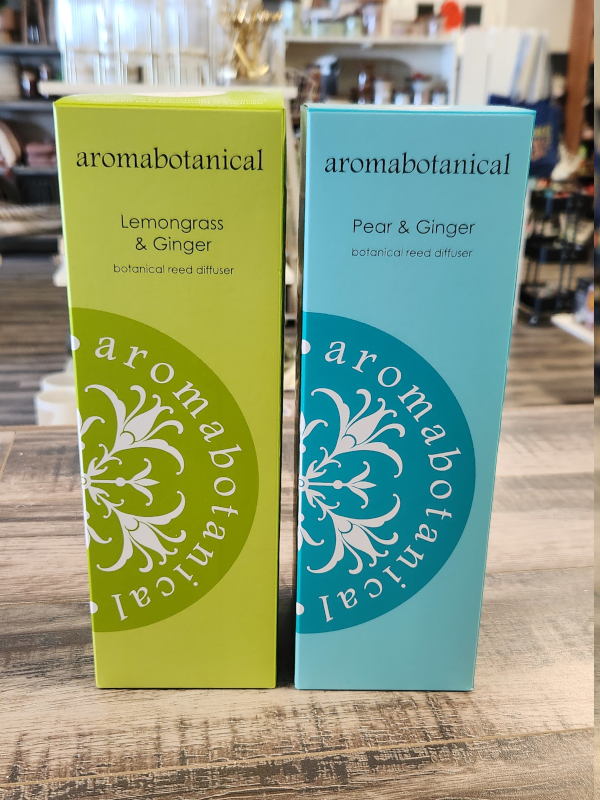 aromabotanical
Lemongrass
& Ginger
botanical reed diffuser
aromabotanical
aromabotanical
Pear & Ginger
botanical reed diffuser
aromabotanical